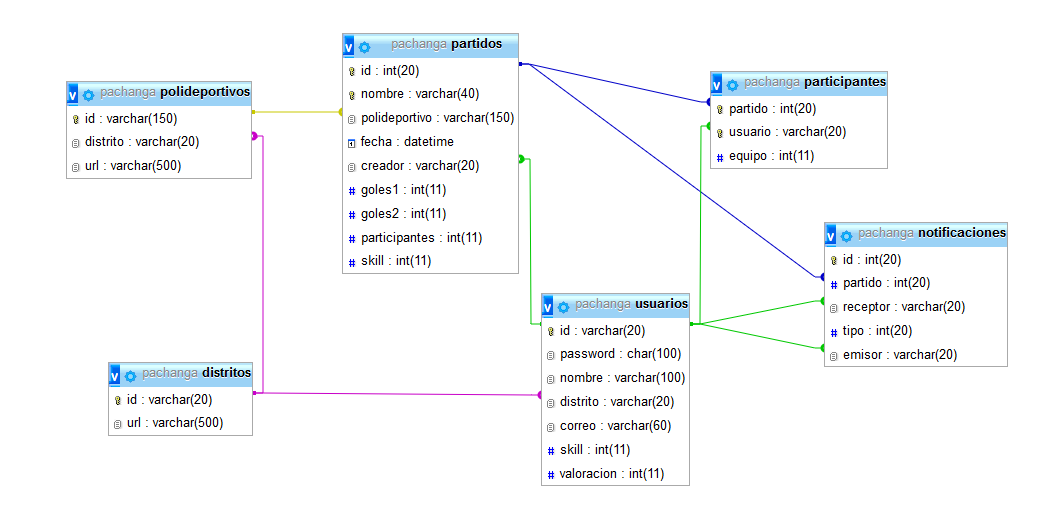 pachanga polideportivos
id : varchar(150)
distrito : varchar(20)
url : varchar(500)
pachanga partidos
id : int(20)
nombre : varchar(40)
polideportivo : varchar(150)
fecha : datetime
creador : varchar(20)
goles1 : int(11)
goles2 : int(11)
participantes : int(11)
skill : int(11)
pachanga participantes
partido : int(20)
usuario : varchar(20)
equipo : int(11)
pachanga notificaciones
id : int(20)
partido : int(20)
receptor : varchar(20)
tipo : int(20)
emisor : varchar(20)
pachanga usuarios
id : varchar(20)
password : char(100)
nombre : varchar(100)
distrito : varchar(20)
correo : varchar(60)
skill : int(11)
valoracion : int(11)
pachanga distritos
id : varchar(20)
url : varchar(500)